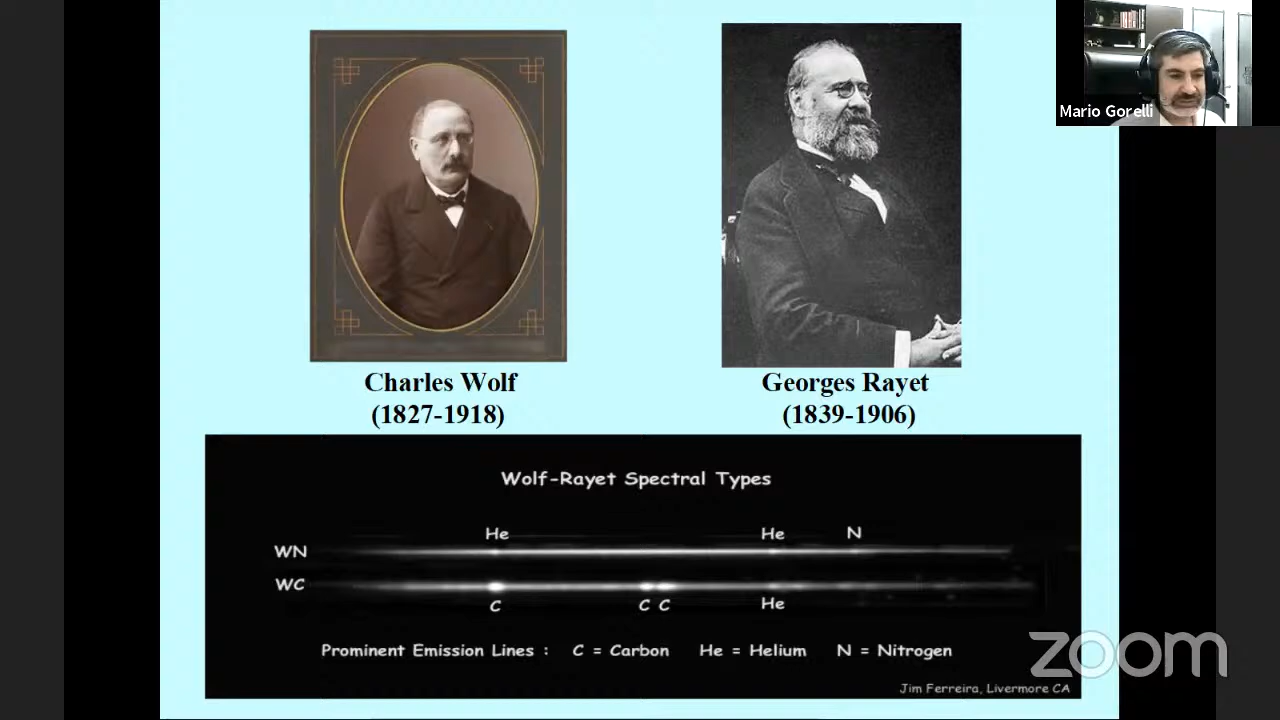 Mario Gorelli
Charles Wolf
(1827-1918)
Georges Rayet
(1839-1906)
Wolf-Rayet Spectral Types
He He N
WN
WC
C C C He
Prominent Emission Lines : C = Carbon He = Helium N = Nitrogen
Jim Ferreira, Livermore CA
zoom